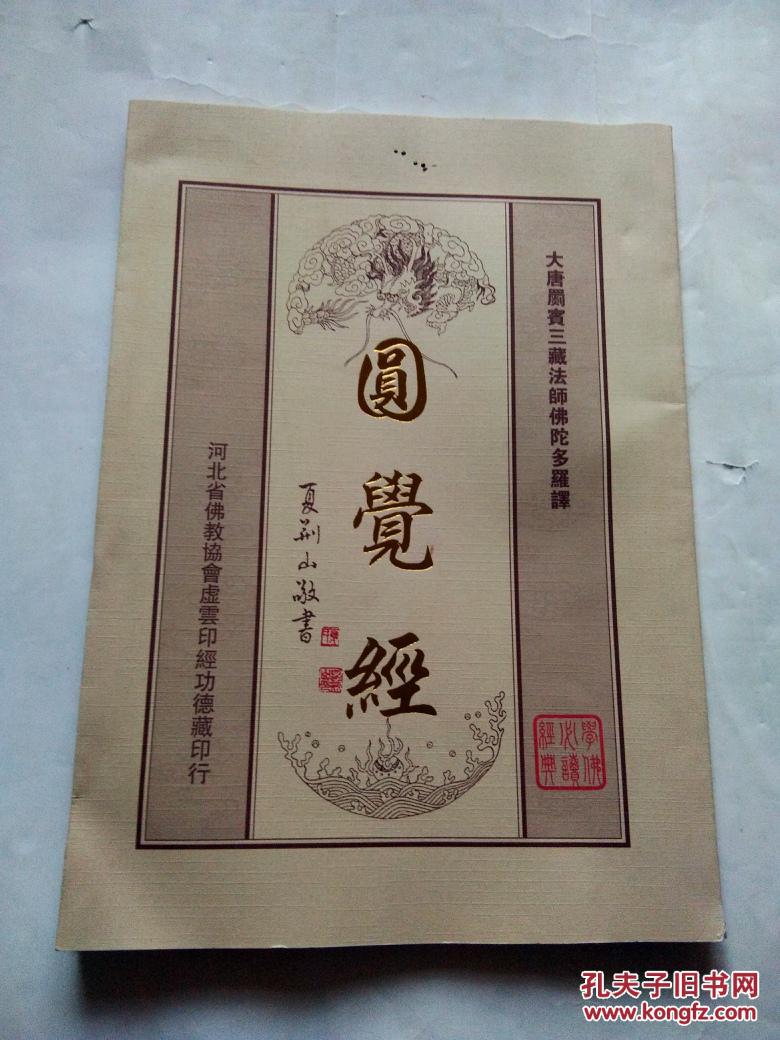 大唐罽賓三藏法師佛陀多羅譯
圓覺經
夏荊山敬書
河北省佛教協會虛雲印經功德藏印行
學佛
必讀
經典
孔夫子旧书网
www.kongfz.com